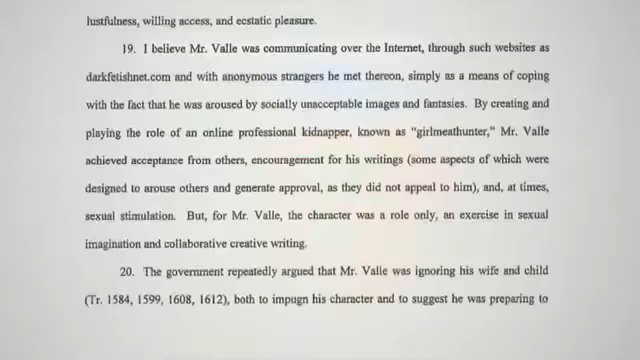 lustfulness, willing access, and ecstatic pleasure.
19. I believe Mr. Valle was communicating over the Internet, through such websites as
darkfetishnet.com and with anonymous strangers he met thereon, simply as a means of coping
with the fact that he was aroused by socially unacceptable images and fantasies. By creating and
playing the role of an online professional kidnapper, known as “girlmeathunter,” Mr. Valle
achieved acceptance from others, encouragement for his writings (some aspects of which were
designed to arouse others and generate approval, as they did not appeal to him), and, at times,
sexual stimulation. But, for Mr. Valle, the character was a role only, an exercise in sexual
imagination and collaborative creative writing.
20. The government repeatedly argued that Mr. Valle was ignoring his wife and child
(Tr. 1584, 1599, 1608, 1612), both to impugn his character and to suggest he was preparing to